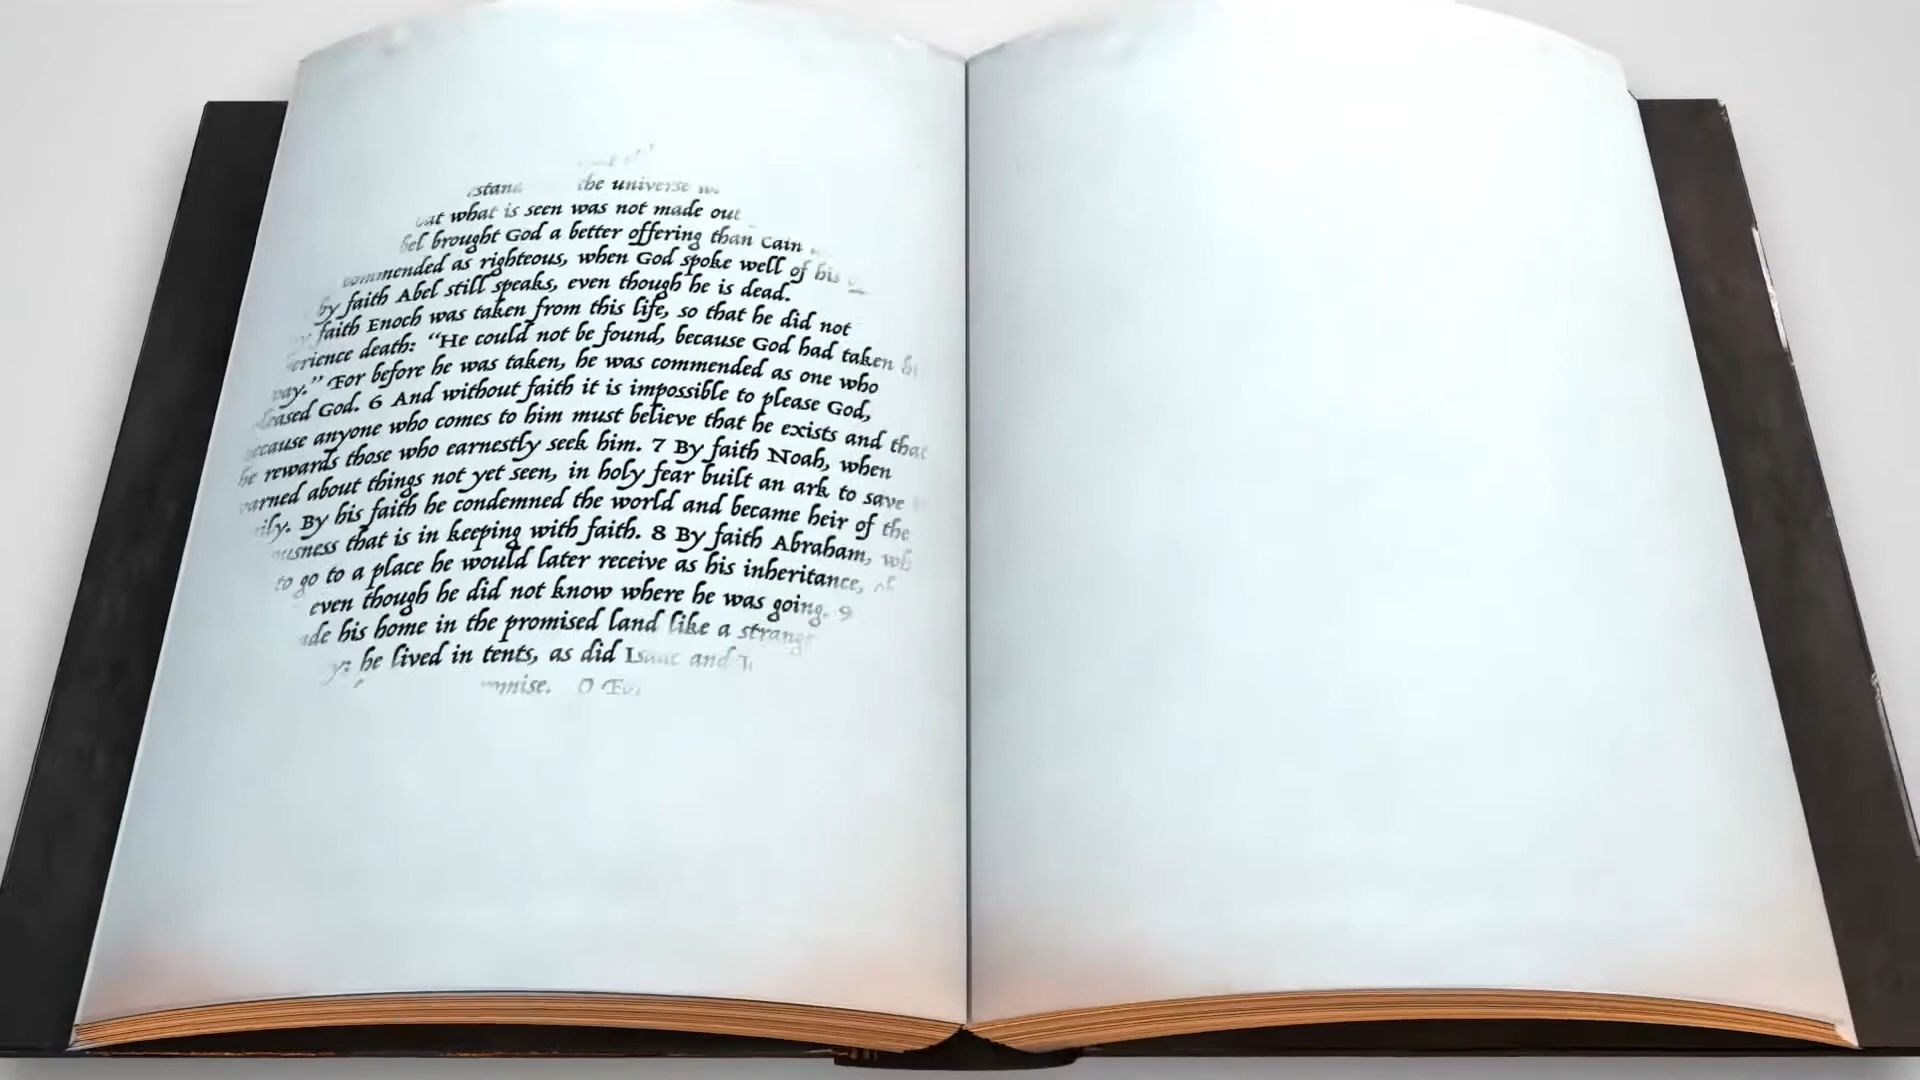 the universe
what is seen was not made out
brought God a better offering than Cain
commended as righteous, when God spoke well of his
by faith Abel still speaks, even though he is dead.
faith Enoch was taken from this life, so that he did not
death: “He could not be found, because God had taken
For before he was taken, he was commended as one who
God. 6 And without faith it is impossible to please God,
because anyone who comes to him must believe that he exists and that
he rewards those who earnestly seek him. 7 By faith Noah, when
about things not yet seen, in holy fear built an ark to save
By his faith he condemned the world and became heir of the
that is in keeping with faith. 8 By faith Abraham,
to go to a place he would later receive as his inheritance,
even though he did not know where he was going. 9
his home in the promised land like a
he lived in tents, as did Isaac and